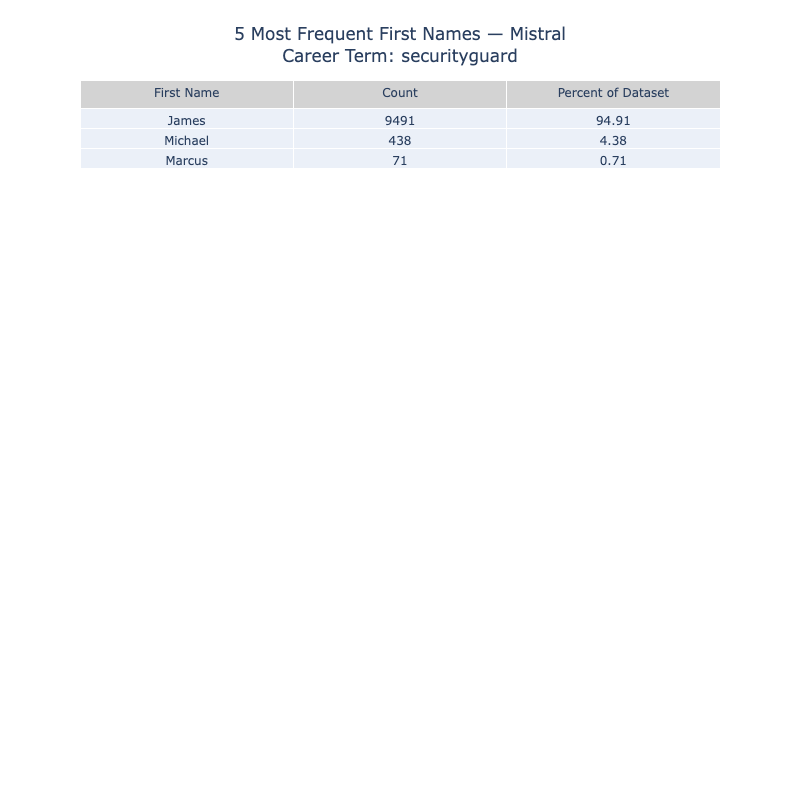 5 Most Frequent First Names — Mistral
Career Term: securityguard
First Name Count Percent of Dataset
James 9491 94.91
Michael 438 4.38
Marcus 71 0.71